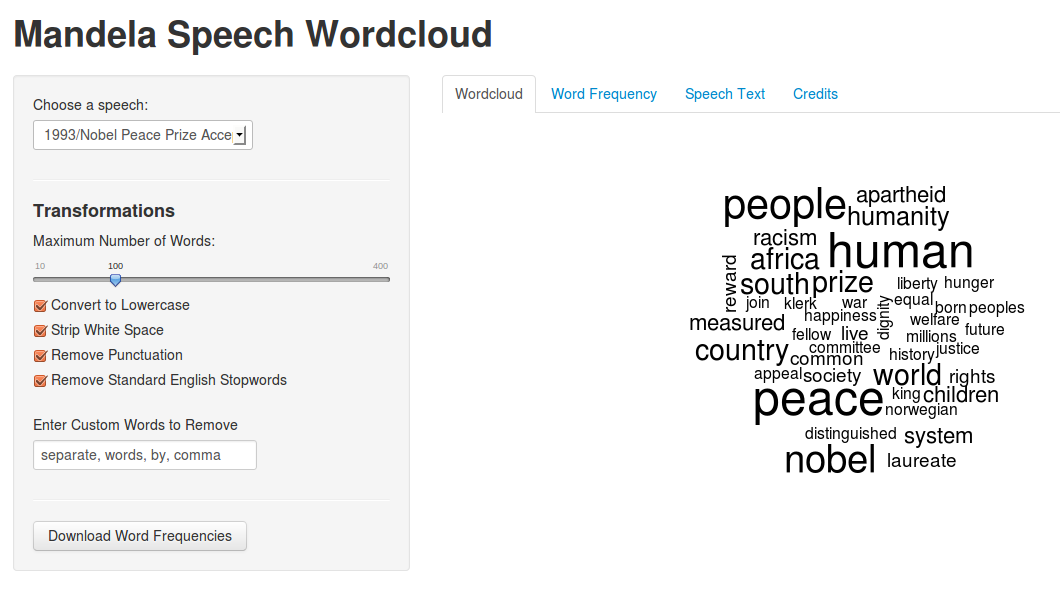 Mandela Speech Wordcloud
Choose a speech:
1993/Nobel Peace Prize Acce
Transformations
Maximum Number of Words:
10 100 400
Convert to Lowercase
Strip White Space
Remove Punctuation
Remove Standard English Stopwords
Enter Custom Words to Remove
separate, words, by, comma
Download Word Frequencies
Wordcloud Word Frequency Speech Text Credits
people apartheid
humanity
racism human
africa
reward south prize liberty hunger
join klerk war dignity equal born peoples
measured happiness welfare
fellow live millions future
country committee history justice
common
appeal society world rights
peace king children
norwegian
distinguished system
nobel laureate